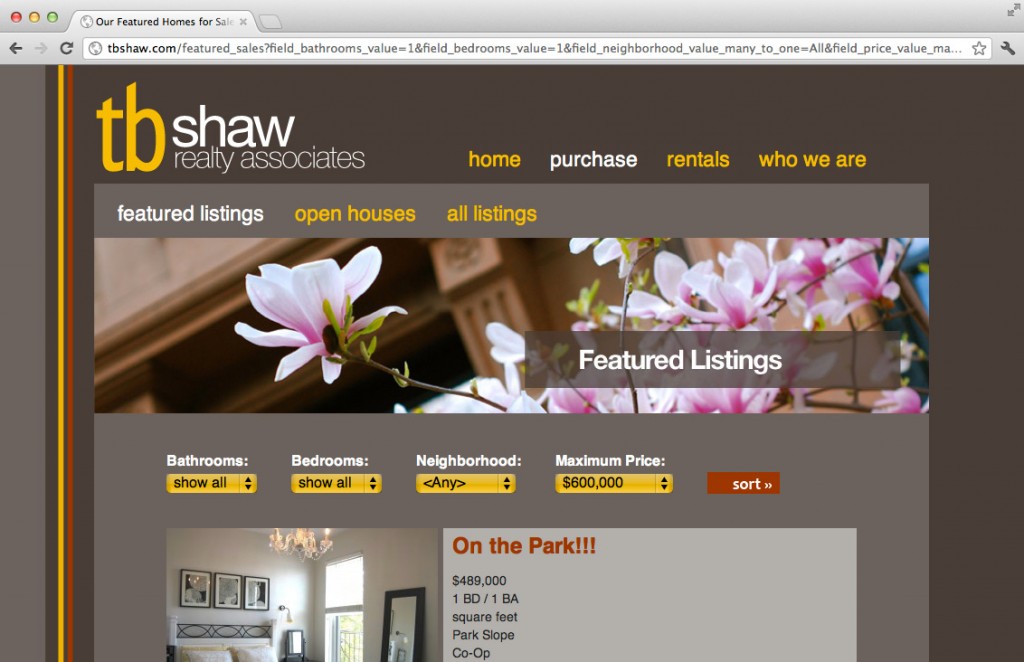 Our Featured Homes for Sale
tbshaw.com/featured_sales?field_bathrooms_value=1&field_bedrooms_value=1&field_neighborhood_value_many_to_one=All&field_price_value_ma...
tb shaw
realty associates
home purchase rentals who we are
featured listings open houses all listings
Featured Listings
Bathrooms: Bedrooms: Neighborhood: Maximum Price:
show all show all <Any> $600,000 sort »
On the Park!!!
$489,000
1 BD / 1 BA
square feet
Park Slope
Co-Op